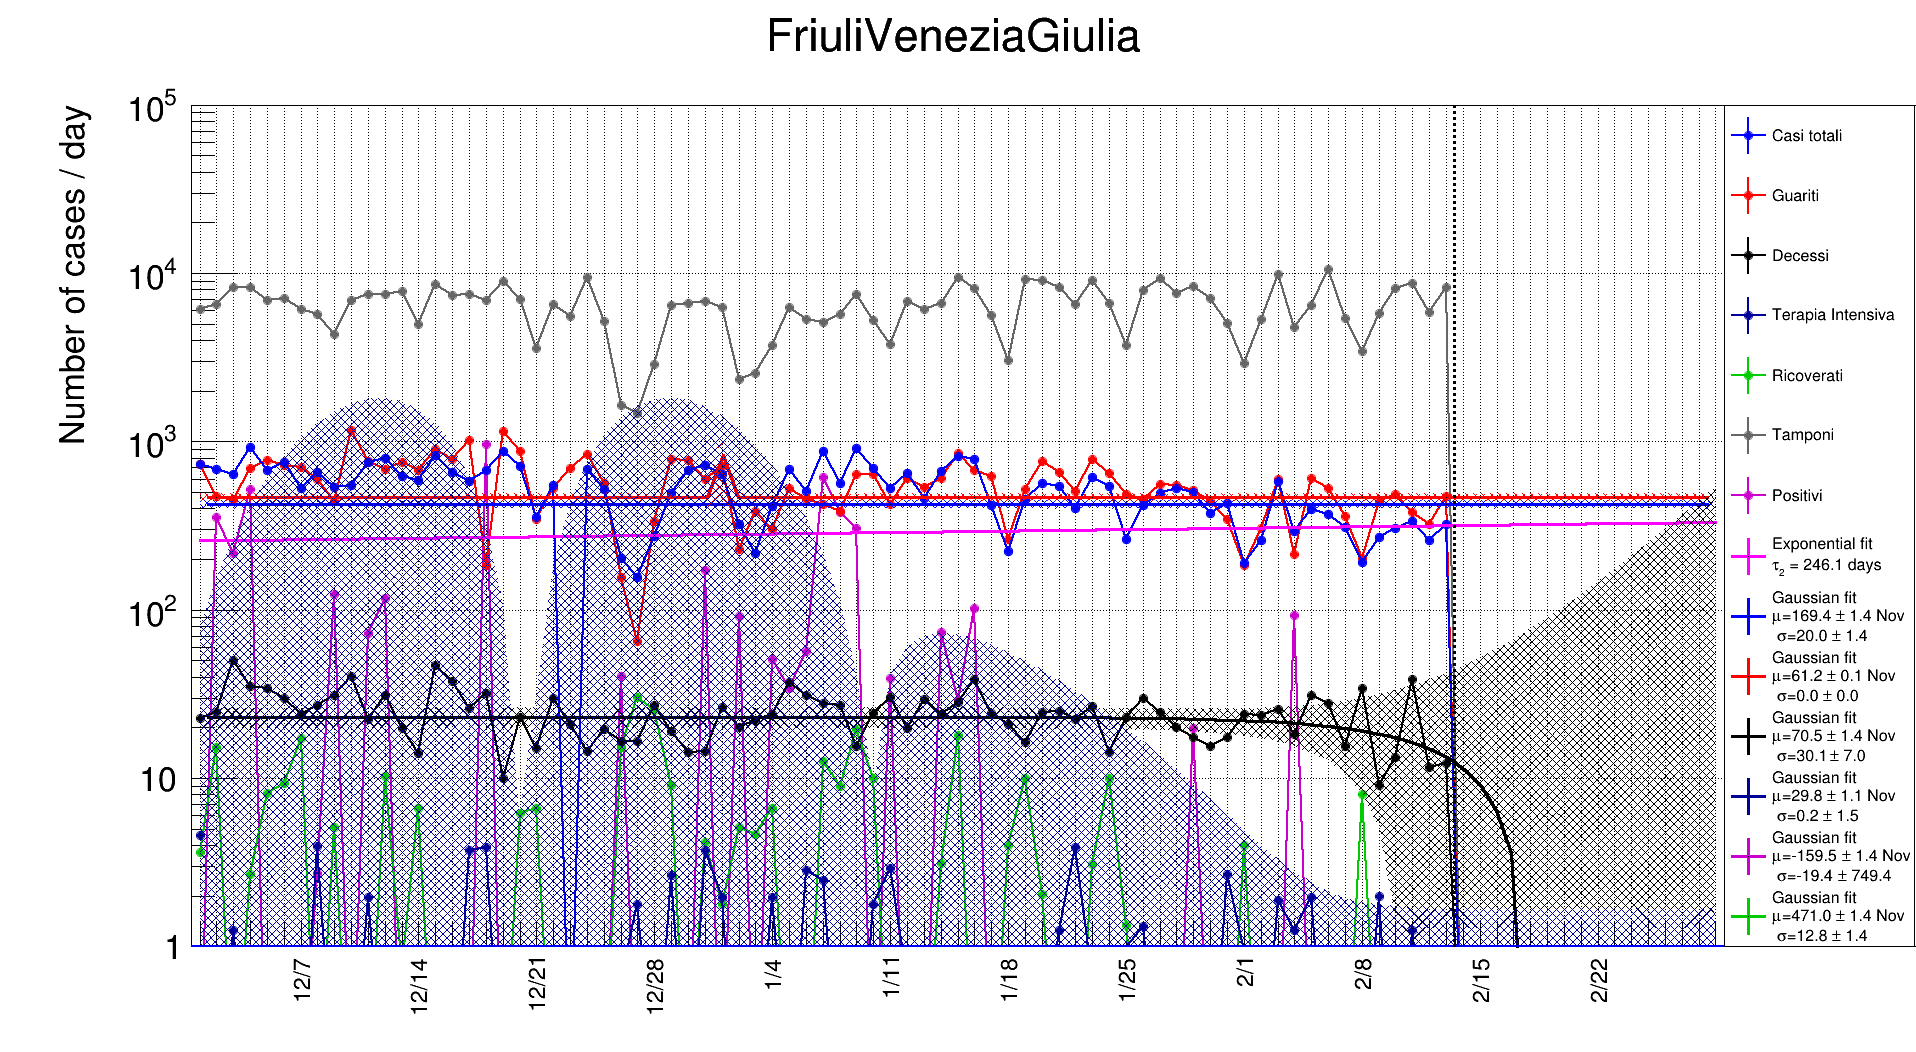 FriuliVeneziaGiulia
Number of cases / day
10^5
10^4
10^3
10^2
10
1
12/7
12/14
12/21
12/28
1/4
1/11
1/18
1/25
2/1
2/8
2/15
2/22
Casi totali
Guariti
Decessi
Terapia Intensiva
Ricoverati
Tamponi
Positivi
Exponential fit
τ₂ = 246.1 days
Gaussian fit
μ=169.4 ± 1.4 Nov
σ=20.0 ± 1.4
Gaussian fit
μ=61.2 ± 0.1 Nov
σ=0.0 ± 0.0
Gaussian fit
μ=70.5 ± 1.4 Nov
σ=30.1 ± 7.0
Gaussian fit
μ=29.8 ± 1.1 Nov
σ=0.2 ± 1.5
Gaussian fit
μ=-159.5 ± 1.4 Nov
σ=-19.4 ± 749.4
Gaussian fit
μ=471.0 ± 1.4 Nov
σ=12.8 ± 1.4